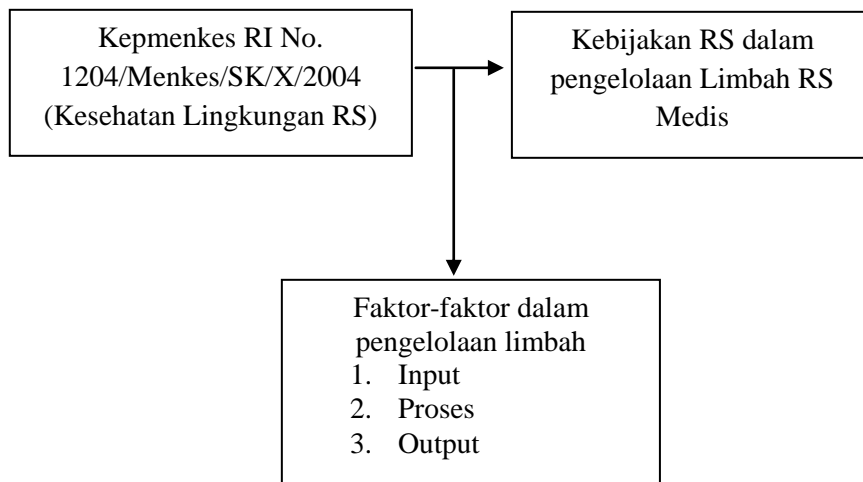 Kepmenkes RI No.
1204/Menkes/SK/X/2004
(Kesehatan Lingkungan RS)
Kebijakan RS dalam
pengelolaan Limbah RS
Medis
Faktor-faktor dalam
pengelolaan limbah
1. Input
2. Proses
3. Output